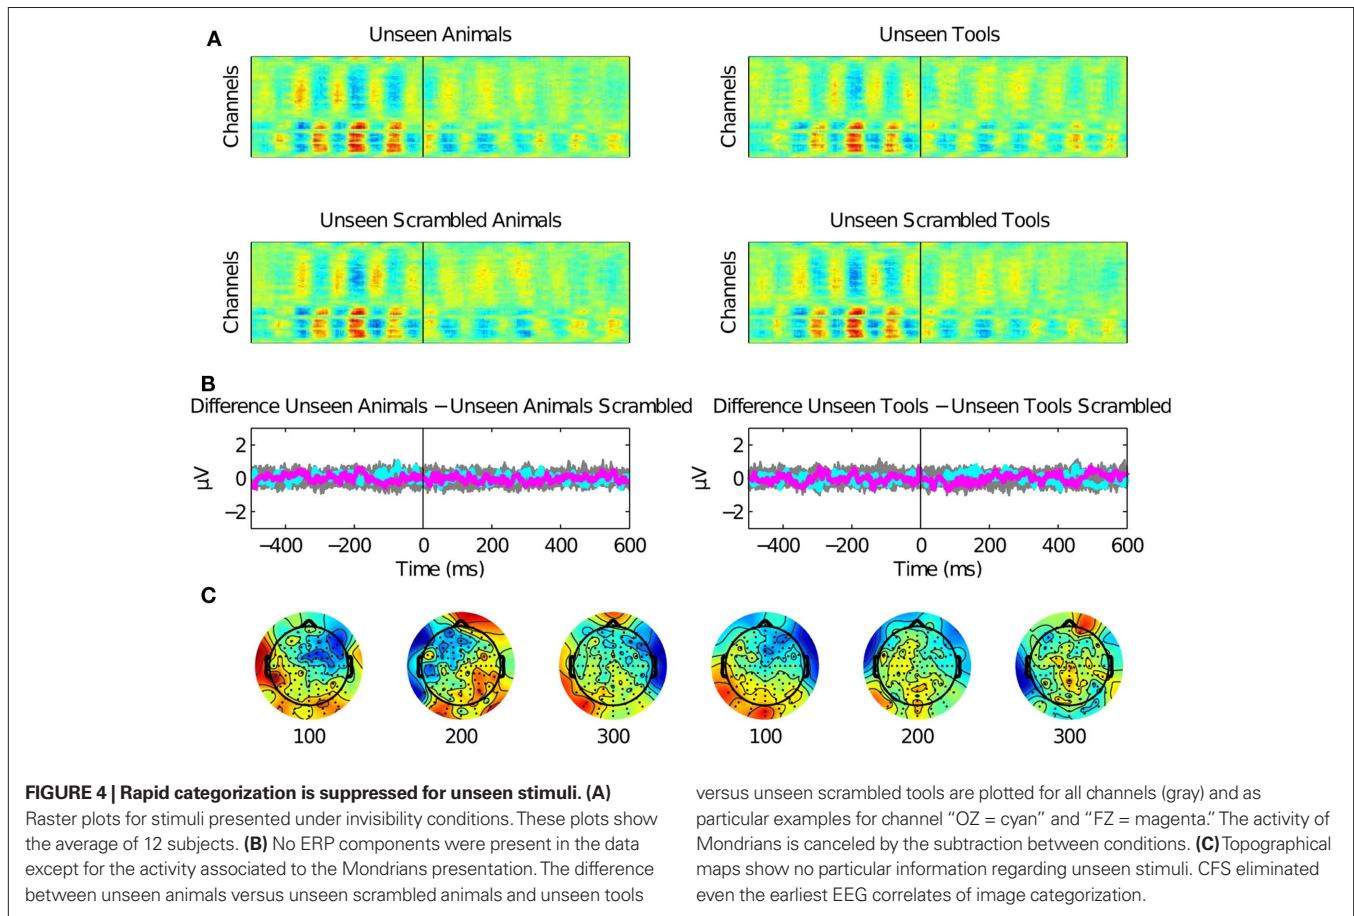 A
Unseen Animals
Unseen Tools
Channels
Channels
Unseen Scrambled Animals
Unseen Scrambled Tools
Channels
Channels
B
Difference Unseen Animals − Unseen Animals Scrambled
Difference Unseen Tools − Unseen Tools Scrambled
μV
2
0
−2
−400 −200 0 200 400 600
Time (ms)
μV
2
0
−2
−400 −200 0 200 400 600
Time (ms)
C
100 200 300 100 200 300
FIGURE 4 | Rapid categorization is suppressed for unseen stimuli. (A)
Raster plots for stimuli presented under invisibility conditions. These plots show
the average of 12 subjects. (B) No ERP components were present in the data
except for the activity associated to the Mondrians presentation. The difference
between unseen animals versus unseen scrambled animals and unseen tools
versus unseen scrambled tools are plotted for all channels (gray) and as
particular examples for channel “OZ = cyan” and “FZ = magenta.” The activity of
Mondrians is canceled by the subtraction between conditions. (C) Topographical
maps show no particular information regarding unseen stimuli. CFS eliminated
even the earliest EEG correlates of image categorization.